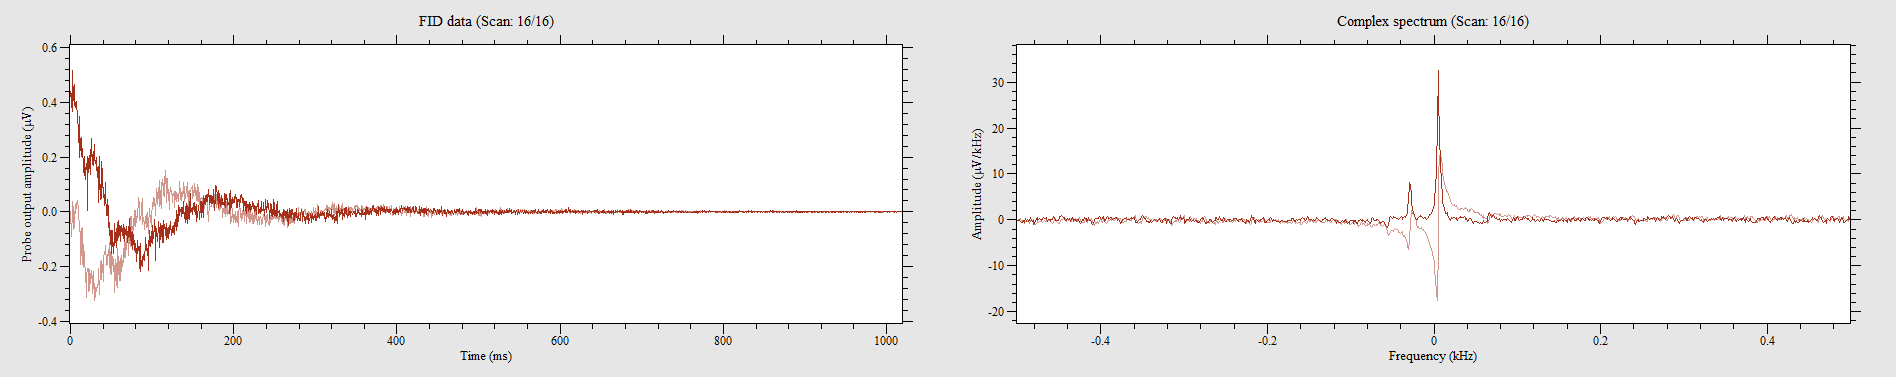 FID data (Scan: 16/16)
Probe output amplitude (μV)
0.6
0.4
0.2
0.0
-0.2
-0.4
0 200 400 600 800 1000
Time (ms)
Complex spectrum (Scan: 16/16)
Amplitude (μV/kHz)
30
20
10
0
-10
-20
-0.4 -0.2 0 0.2 0.4
Frequency (kHz)